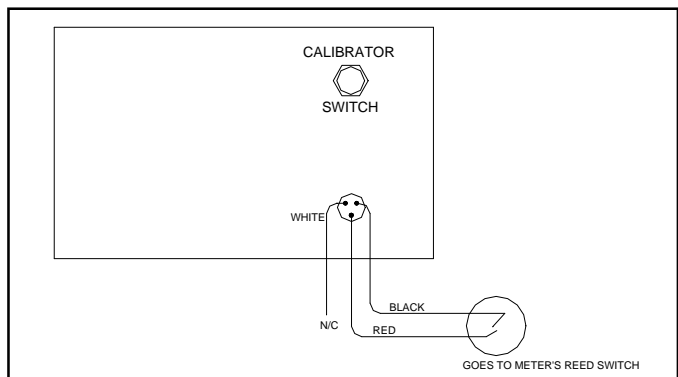 CALIBRATOR
SWITCH
WHITE
BLACK
N/C
RED
GOES TO METER'S REED SWITCH